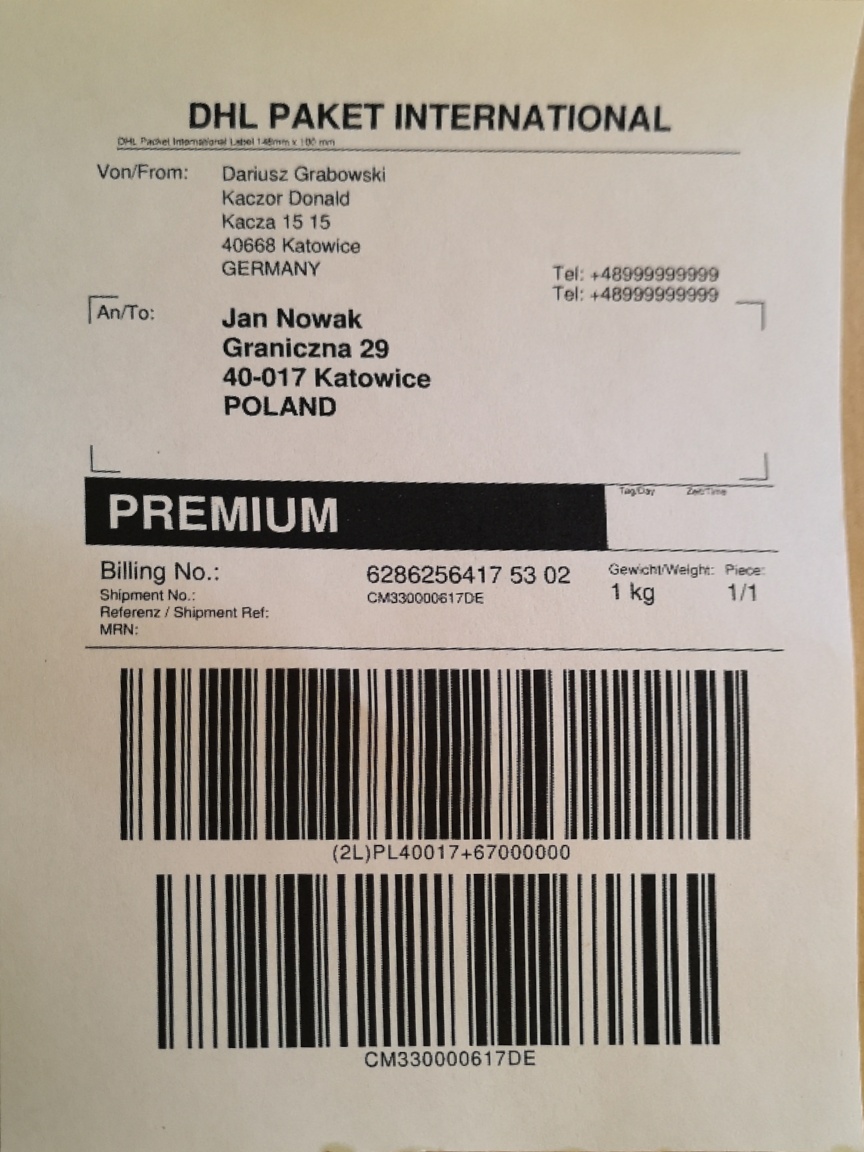 DHL PAKET INTERNATIONAL
DHL Packet International Label 148mm x 100 mm
Von/From:
Dariusz Grabowski
Kaczor Donald
Kacza 15 15
40668 Katowice
GERMANY
Tel: +48999999999
Tel: +48999999999
An/To:
Jan Nowak
Graniczna 29
40-017 Katowice
POLAND
PREMIUM
Tag/Day Zeit/Time
Billing No.: 6286256417 53 02
Shipment No.: CM330000617DE
Referenz / Shipment Ref:
MRN:
Gewicht/Weight: Piece:
1 kg 1/1
(2L)PL40017+67000000
CM330000617DE